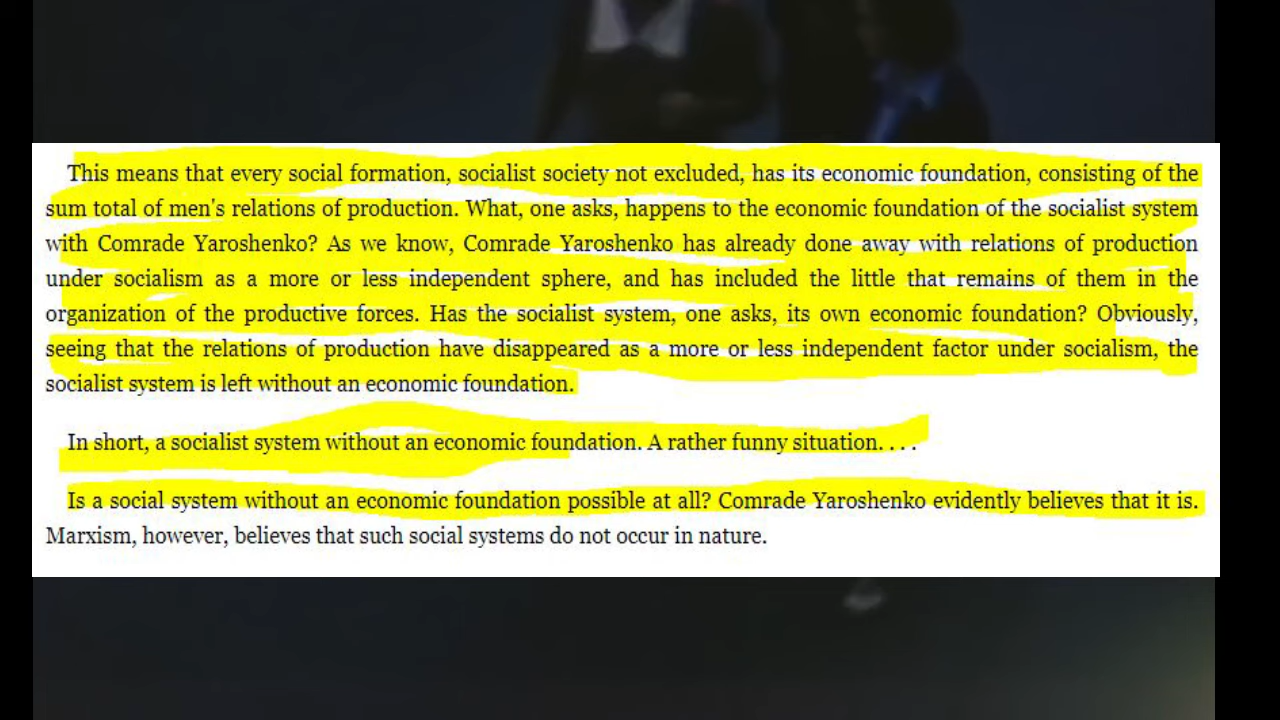 This means that every social formation, socialist society not excluded, has its economic foundation, consisting of the
sum total of men's relations of production. What, one asks, happens to the economic foundation of the socialist system
with Comrade Yaroshenko? As we know, Comrade Yaroshenko has already done away with relations of production
under socialism as a more or less independent sphere, and has included the little that remains of them in the
organization of the productive forces. Has the socialist system, one asks, its own economic foundation? Obviously,
seeing that the relations of production have disappeared as a more or less independent factor under socialism, the
socialist system is left without an economic foundation.
In short, a socialist system without an economic foundation. A rather funny situation. . . .
Is a social system without an economic foundation possible at all? Comrade Yaroshenko evidently believes that it is.
Marxism, however, believes that such social systems do not occur in nature.